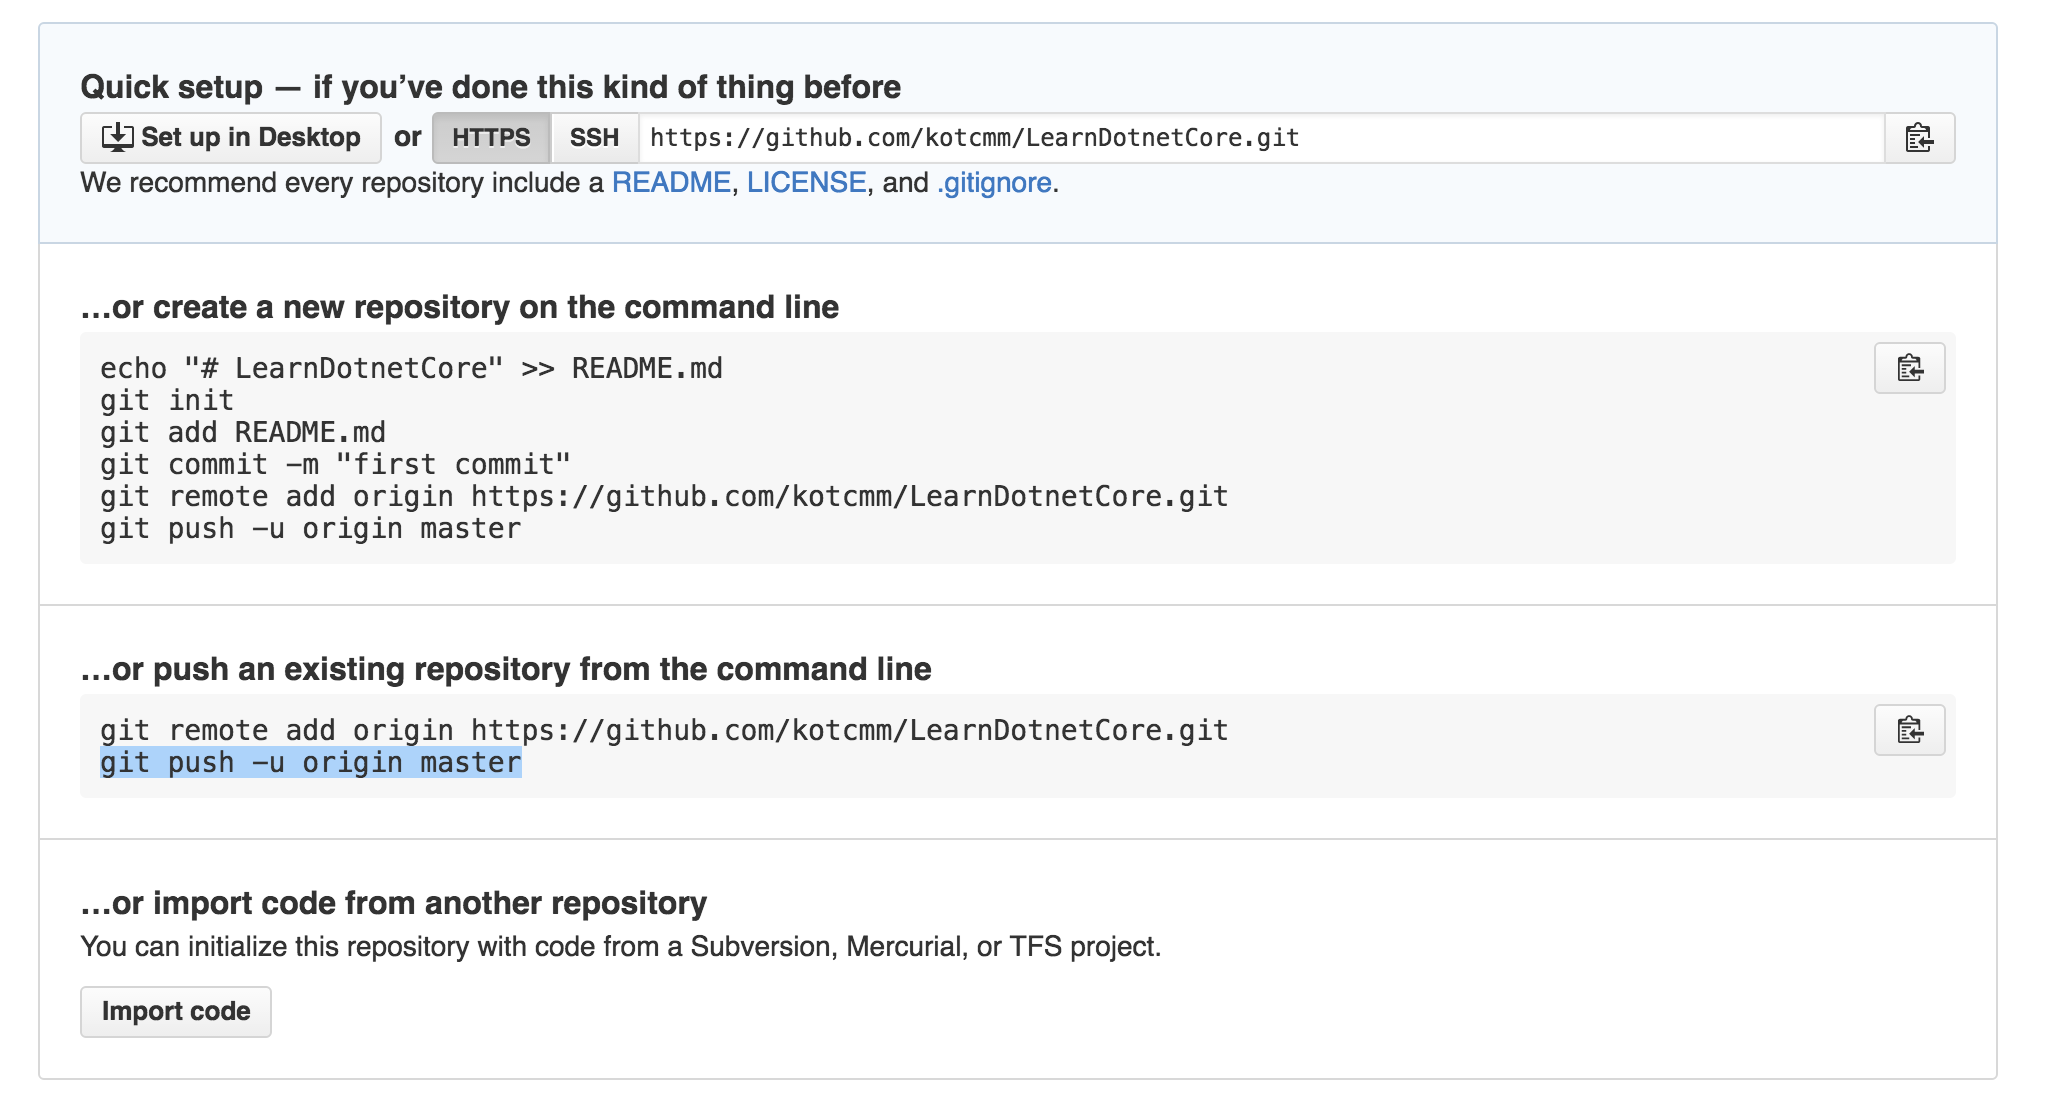 Quick setup — if you’ve done this kind of thing before
Set up in Desktop or HTTPS SSH https://github.com/kotcmm/LearnDotnetCore.git
We recommend every repository include a README, LICENSE, and .gitignore.
…or create a new repository on the command line
echo "# LearnDotnetCore" >> README.md
git init
git add README.md
git commit -m "first commit"
git remote add origin https://github.com/kotcmm/LearnDotnetCore.git
git push -u origin master
…or push an existing repository from the command line
git remote add origin https://github.com/kotcmm/LearnDotnetCore.git
git push -u origin master
…or import code from another repository
You can initialize this repository with code from a Subversion, Mercurial, or TFS project.
Import code